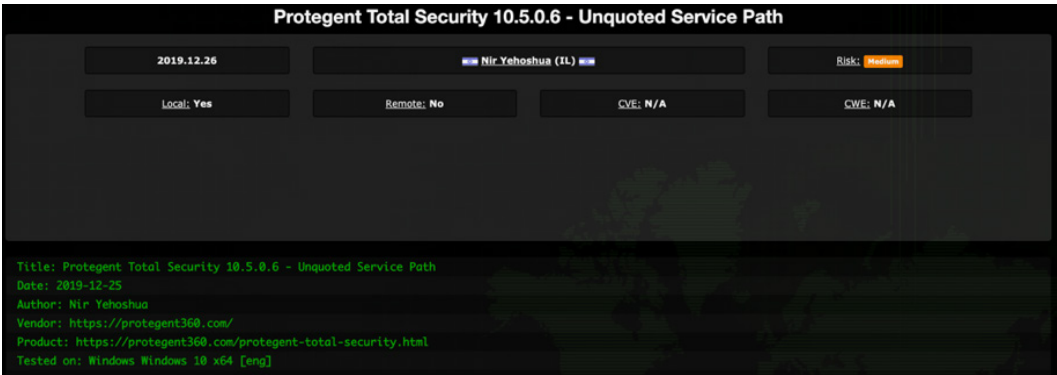 Protegent Total Security 10.5.0.6 - Unquoted Service Path
2019.12.26
Nir Yehoshua (IL)
Risk: Medium
Local: Yes
Remote: No
CVE: N/A
CWE: N/A
Title: Protegent Total Security 10.5.0.6 - Unquoted Service Path
Date: 2019-12-25
Author: Nir Yehoshua
Vendor: https://protegent360.com/
Product: https://protegent360.com/protegent-total-security.html
Tested on: Windows Windows 10 x64 [eng]